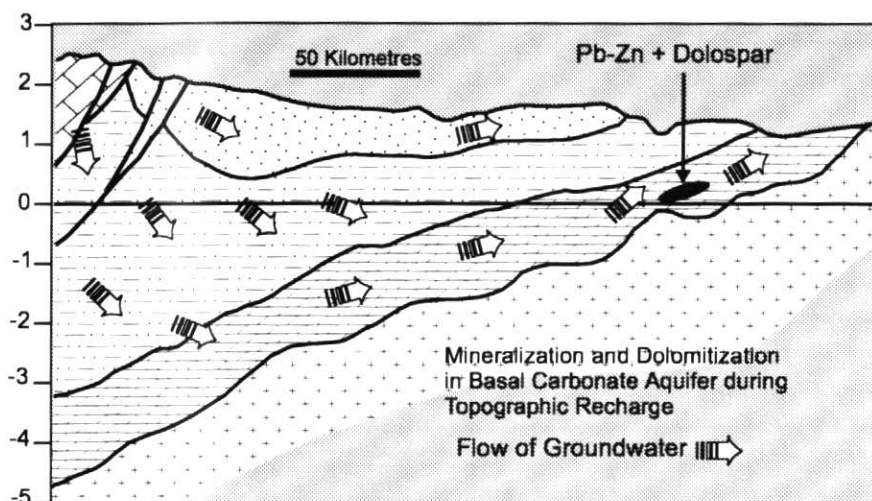 3
2
1
0
-1
-2
-3
-4
-5
50 Kilometres
Pb-Zn + Dolospar
Mineralization and Dolomitization
in Basal Carbonate Aquifer during
Topographic Recharge
Flow of Groundwater